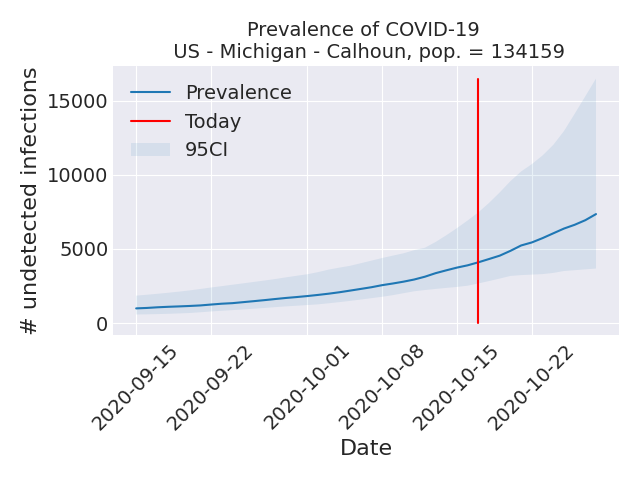 Prevalence of COVID-19
US - Michigan - Calhoun, pop. = 134159
# undetected infections
15000
10000
5000
0
Prevalence
Today
95CI
2020-09-15
2020-09-22
2020-10-01
2020-10-08
2020-10-15
2020-10-22
Date